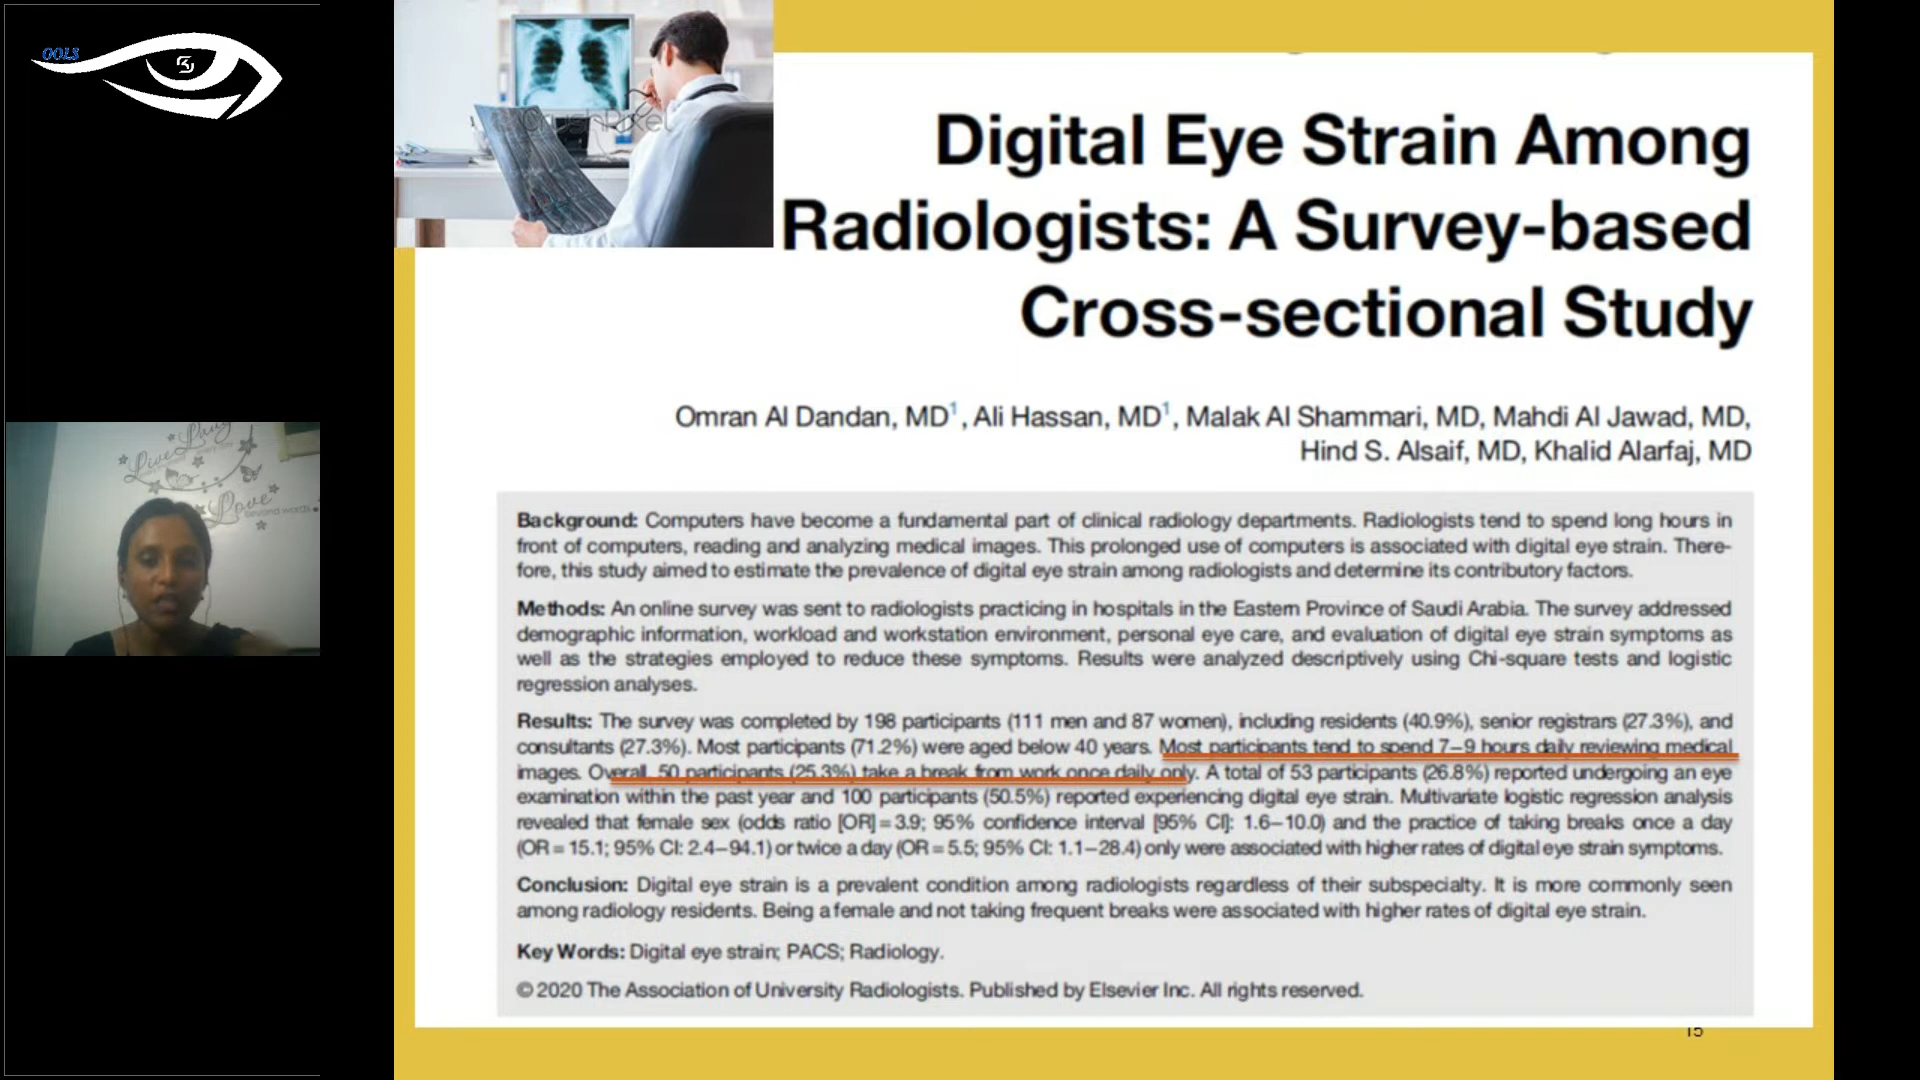 OOLS
CrushPixel
Digital Eye Strain Among
Radiologists: A Survey-based
Cross-sectional Study
Omran Al Dandan, MD1, Ali Hassan, MD1, Malak Al Shammari, MD, Mahdi Al Jawad, MD,
Hind S. Alsaif, MD, Khalid Alarfaj, MD
Live Laugh
Love
beyond words
Background: Computers have become a fundamental part of clinical radiology departments. Radiologists tend to spend long hours in
front of computers, reading and analyzing medical images. This prolonged use of computers is associated with digital eye strain. There-
fore, this study aimed to estimate the prevalence of digital eye strain among radiologists and determine its contributory factors.
Methods: An online survey was sent to radiologists practicing in hospitals in the Eastern Province of Saudi Arabia. The survey addressed
demographic information, workload and workstation environment, personal eye care, and evaluation of digital eye strain symptoms as
well as the strategies employed to reduce these symptoms. Results were analyzed descriptively using Chi-square tests and logistic
regression analyses.
Results: The survey was completed by 198 participants (111 men and 87 women), including residents (40.9%), senior registrars (27.3%), and
consultants (27.3%). Most participants (71.2%) were aged below 40 years. Most participants tend to spend 7–9 hours daily reviewing medical
images. Overall, 50 participants (25.3%) take a break from work once daily only. A total of 53 participants (26.8%) reported undergoing an eye
examination within the past year and 100 participants (50.5%) reported experiencing digital eye strain. Multivariate logistic regression analysis
revealed that female sex (odds ratio [OR] = 3.9; 95% confidence interval [95% CI]: 1.6–10.0) and the practice of taking breaks once a day
(OR = 15.1; 95% CI: 2.4–94.1) or twice a day (OR = 5.5; 95% CI: 1.1–28.4) only were associated with higher rates of digital eye strain symptoms.
Conclusion: Digital eye strain is a prevalent condition among radiologists regardless of their subspecialty. It is more commonly seen
among radiology residents. Being a female and not taking frequent breaks were associated with higher rates of digital eye strain.
Key Words: Digital eye strain; PACS; Radiology.
© 2020 The Association of University Radiologists. Published by Elsevier Inc. All rights reserved.
15